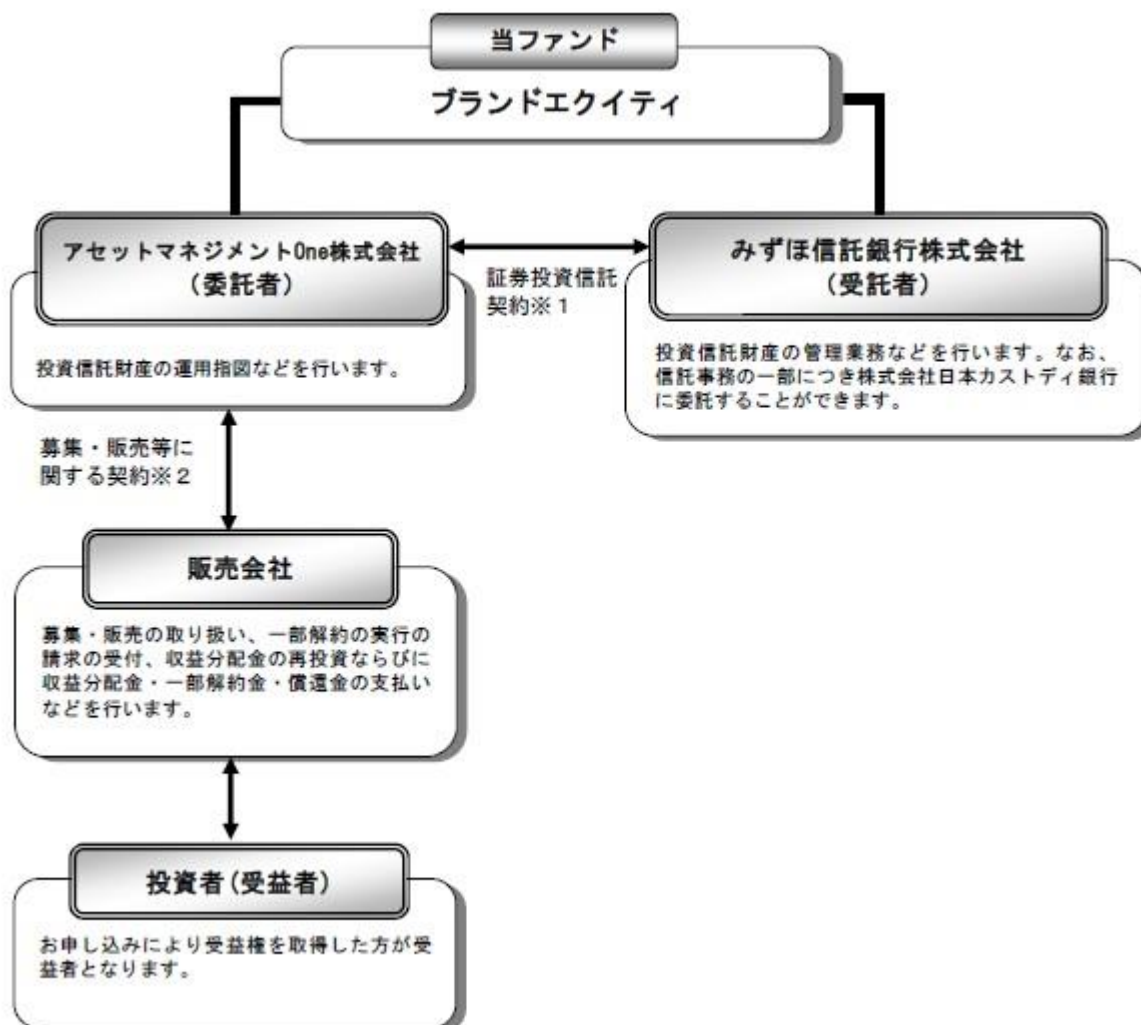 当ファンド
ブランドエクイティ
アセットマネジメントOne株式会社
(委託者)
投資信託財産の運用指図などを行います。
証券投資信託
契約※1
みずほ信託銀行株式会社
(受託者)
投資信託財産の管理業務などを行います。なお、
信託事務の一部につき株式会社日本カストディ銀行
に委託することができます。
募集・販売等に
関する契約※2
販売会社
募集・販売の取り扱い、一部解約の実行の
請求の受付、収益分配金の再投資ならびに
収益分配金・一部解約金・償還金の支払い
などを行います。
投資者(受益者)
お申し込みにより受益権を取得した方が受
益者となります。